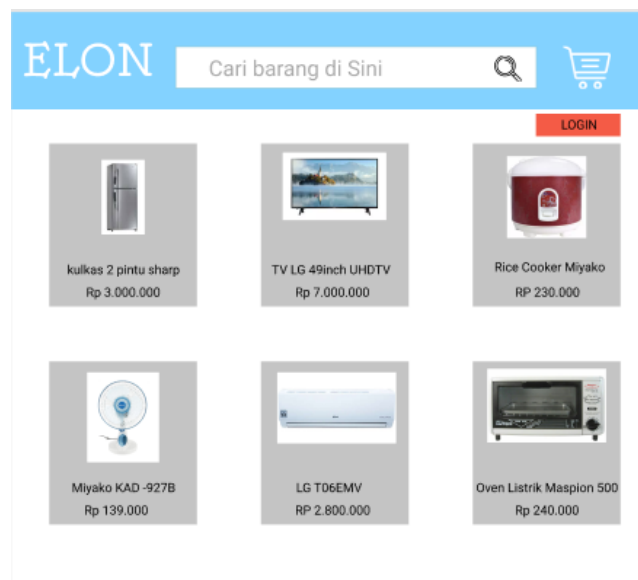 ELON
Cari barang di Sini
LOGIN
kulkas 2 pintu sharp
Rp 3.000.000
TV LG 49inch UHDTV
Rp 7.000.000
Rice Cooker Miyako
RP 230.000
Miyako KAD -927B
Rp 139.000
LG T06EMV
RP 2.800.000
Oven Listrik Maspion 500
Rp 240.000